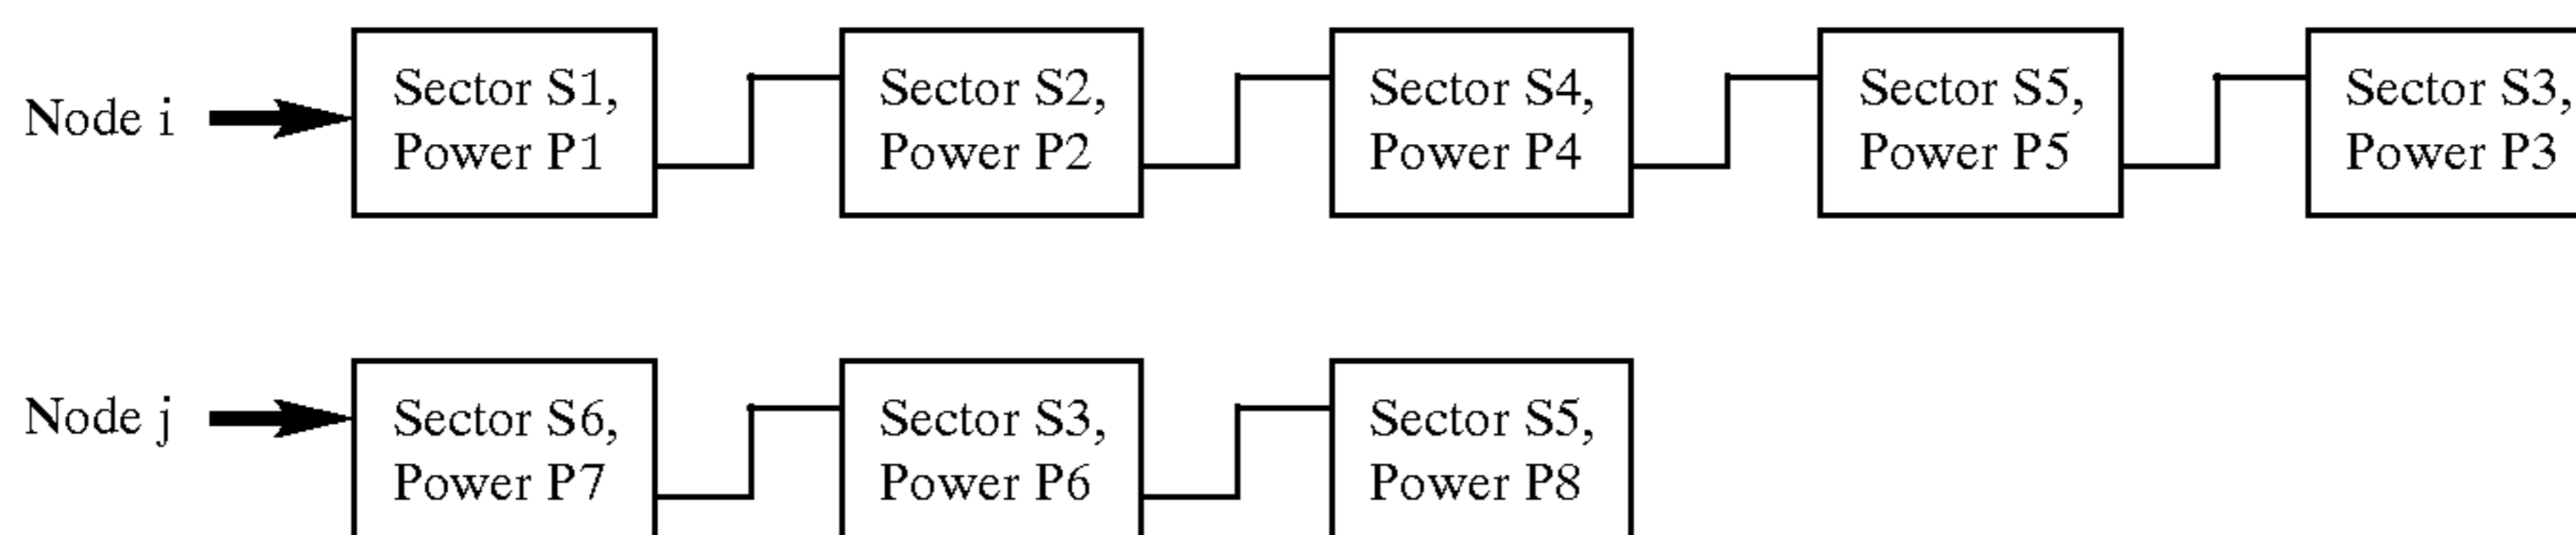 Node i
Sector S1,
Power P1
Sector S2,
Power P2
Sector S4,
Power P4
Sector S5,
Power P5
Sector S3,
Power P3
Node j
Sector S6,
Power P7
Sector S3,
Power P6
Sector S5,
Power P8